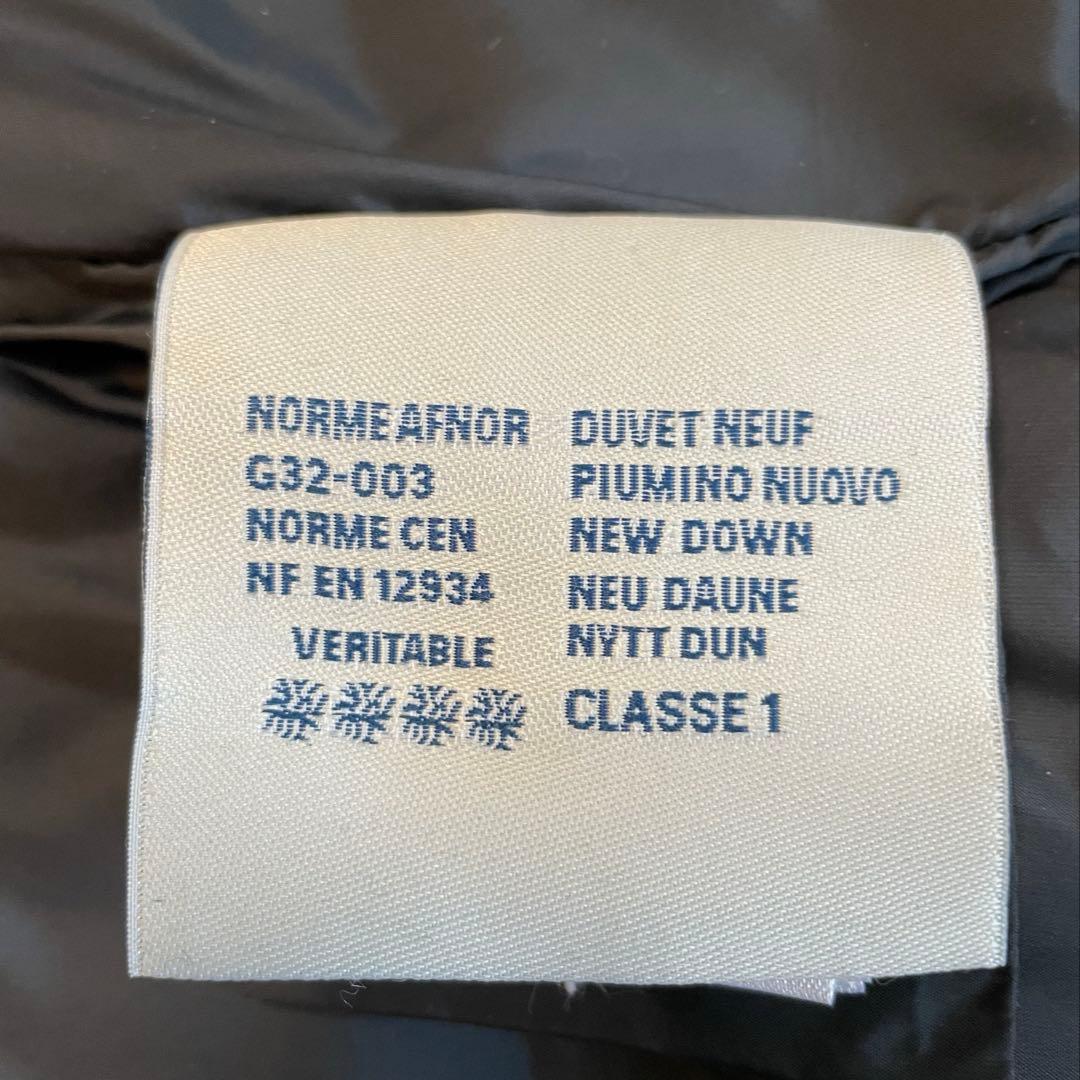 NORME AFNOR
G32-003
NORME CEN
NF EN 12934
VERITABLE
DUVET NEUF
PIUMINO NUOVO
NEW DOWN
NEU DAUNE
NYTT DUN
CLASSE 1